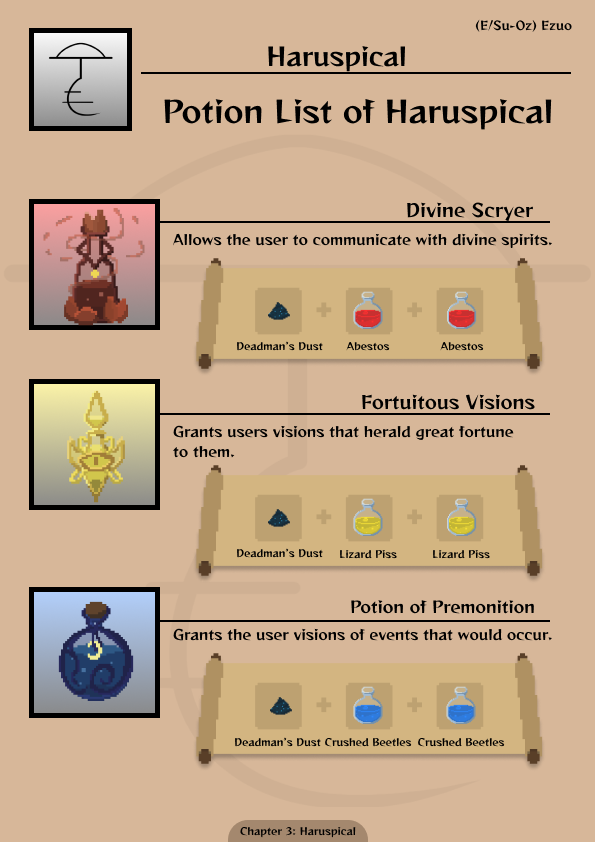 (E/Su-Oz) Ezuo
Haruspical
Potion List of Haruspical
Divine Scryer
Allows the user to communicate with divine spirits.
Deadman's Dust Abestos Abestos
Fortuitous Visions
Grants users visions that herald great fortune
to them.
Deadman's Dust Lizard Piss Lizard Piss
Potion of Premonition
Grants the user visions of events that would occur.
Deadman's Dust Crushed Beetles Crushed Beetles
Chapter 3: Haruspical